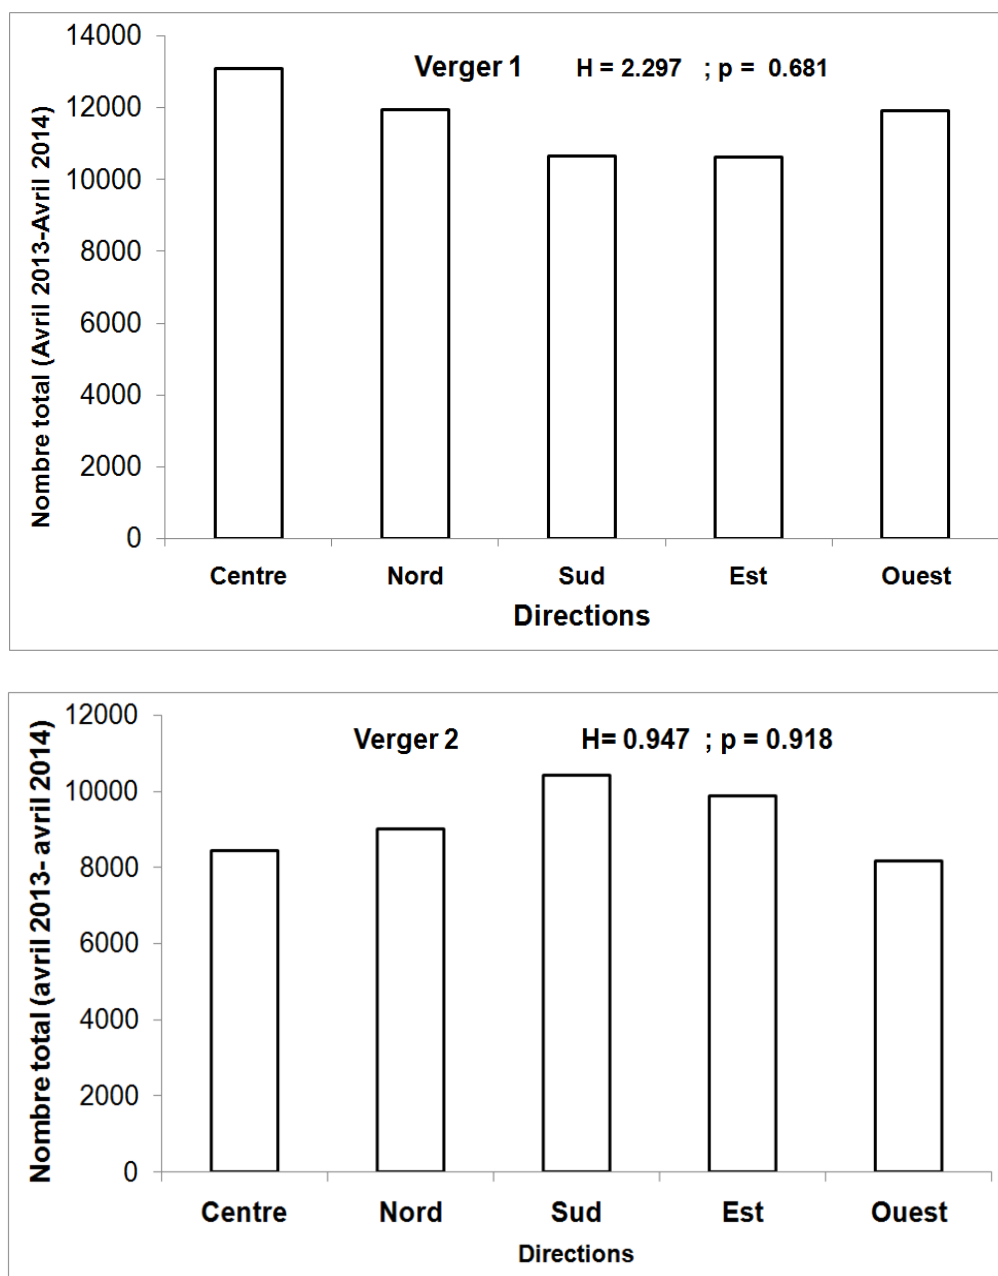 Verger 1 H = 2.297 ; p = 0.681
Nombre total (Avril 2013-Avril 2014)
14000
12000
10000
8000
6000
4000
2000
0
Centre Nord Sud Est Ouest
Directions
Verger 2 H= 0.947 ; p = 0.918
Nombre total (avril 2013- avril 2014)
12000
10000
8000
6000
4000
2000
0
Centre Nord Sud Est Ouest
Directions